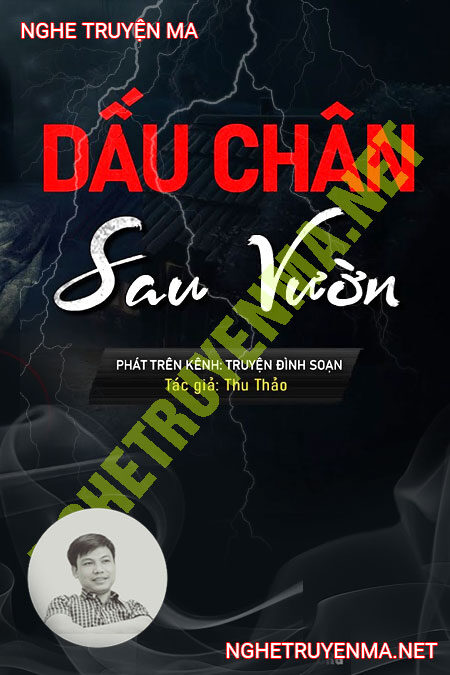 NGHE TRUYỆN MA
DẤU CHÂN
Sau Vườn
PHÁT TRÊN KÊNH: TRUYỆN ĐÌNH SOẠN
Tác giả: Thu Thảo
NGHETRUYENMA.NET
NGHETRUYENMA.NET